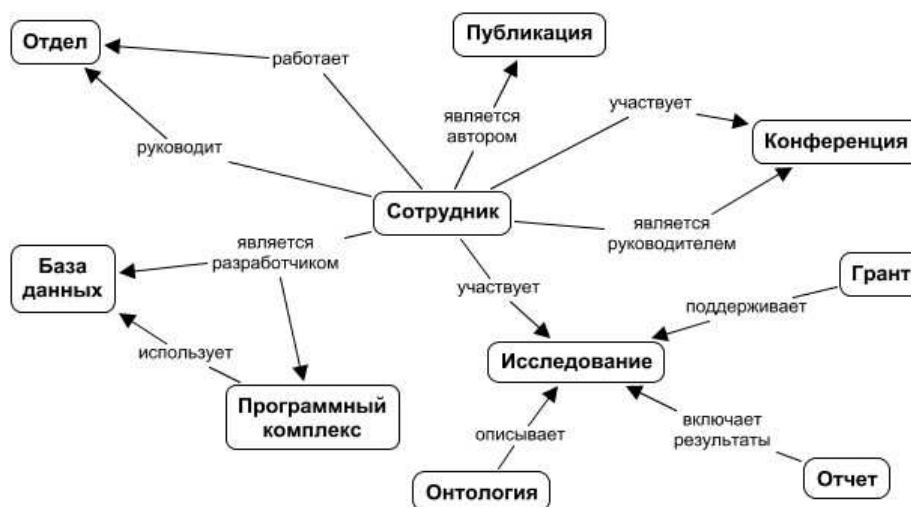 Отдел
работает
Публикация
руководит
является
автором
участвует
Конференция
Сотрудник
является
руководителем
База
данных
является
разработчиком
участвует
Грант
поддерживает
использует
Исследование
Программный
комплекс
описывает
включает
результаты
Онтология
Отчет